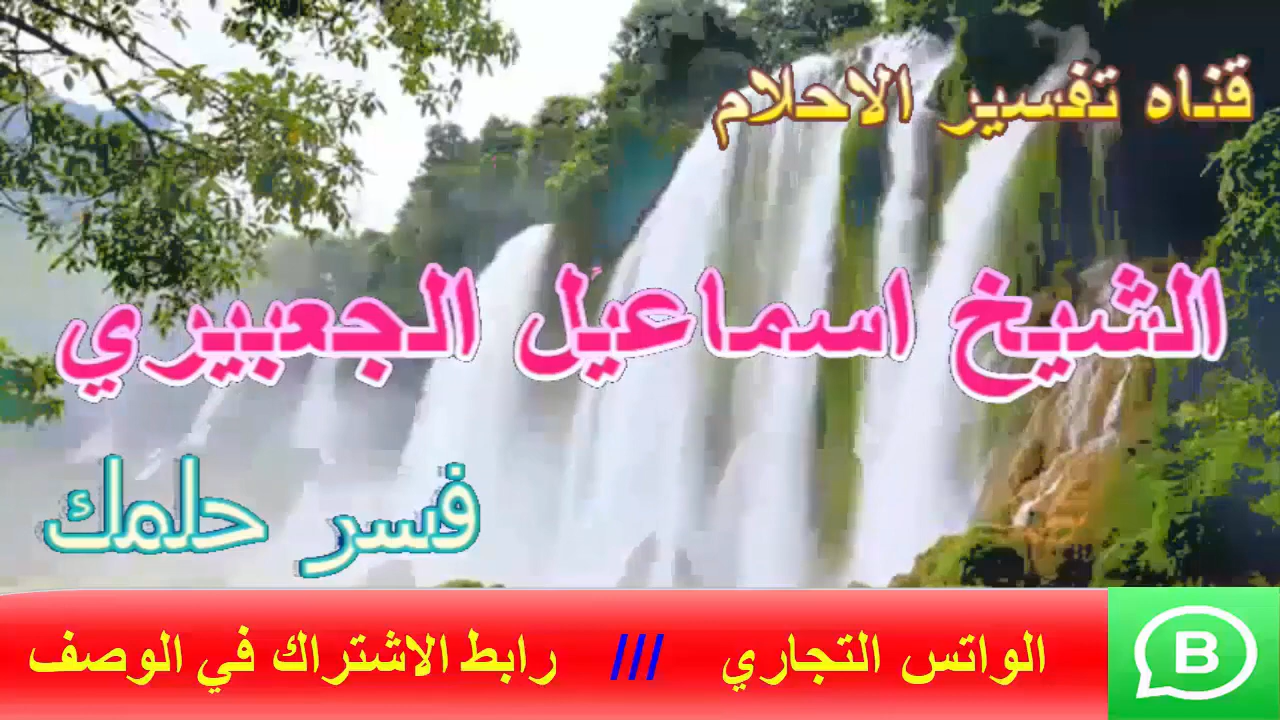 قناه تفسير الاحلام
الشيخ اسماعيل الجعبيري
فسر حلمك
الواتس التجاري /// رابط الاشتراك في الوصف
B